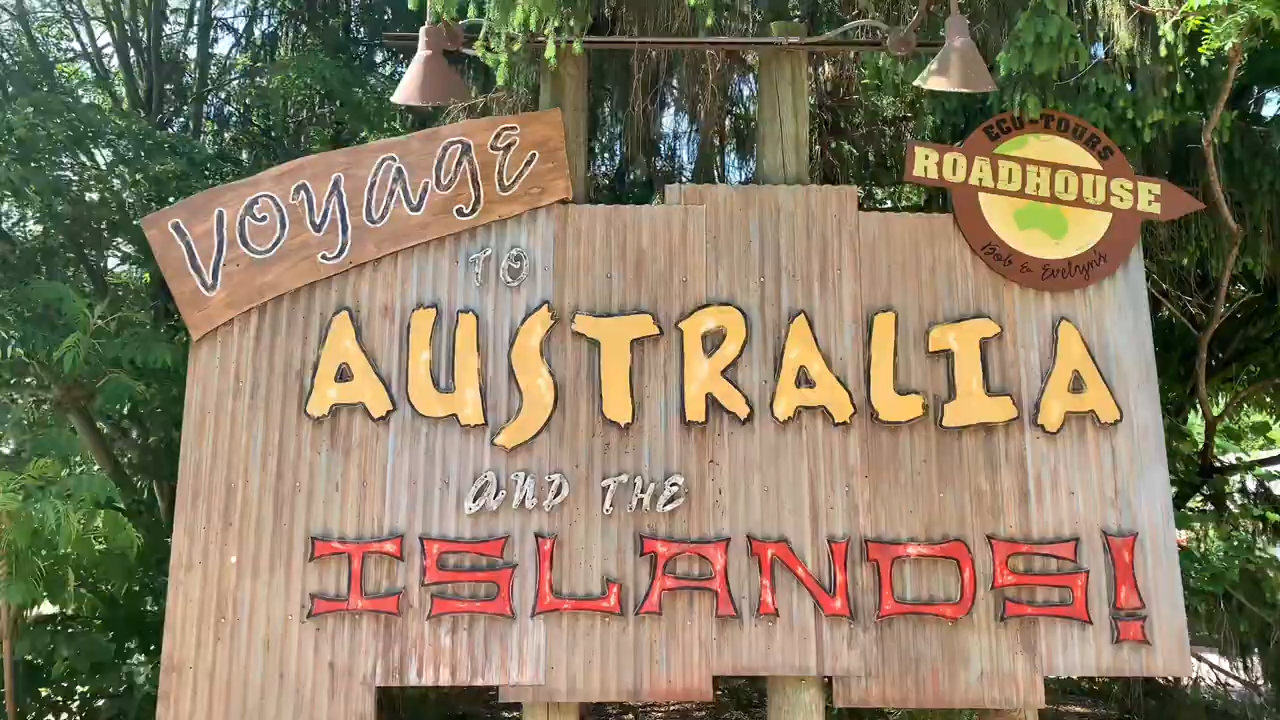 Voyage
TO
AUSTRALIA
AND THE
ISLANDS!
ECO-TOURS
ROADHOUSE
Bob & Evelyn's